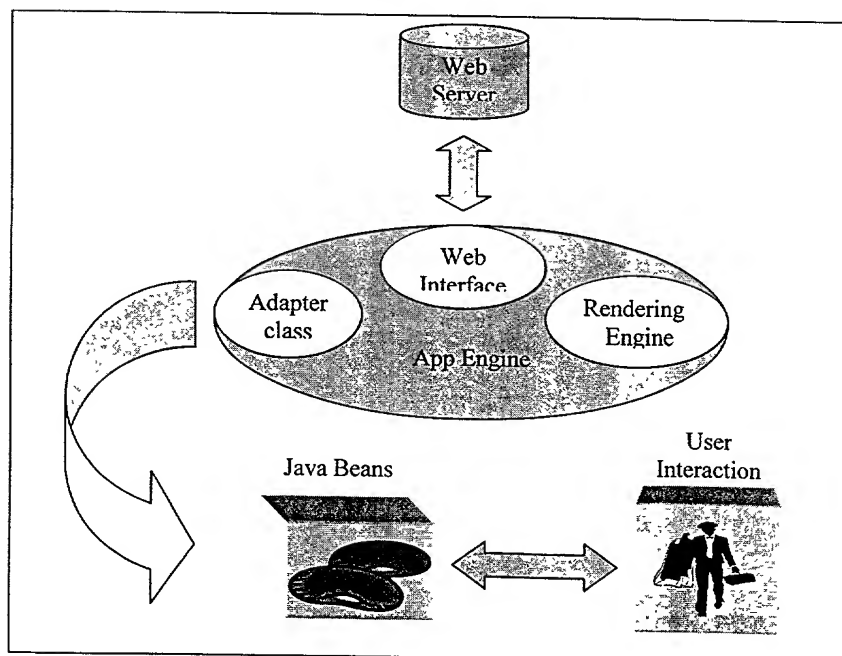 Web
Server
Web
Interface
Adapter
class
Rendering
Engine
App Engine
User
Interaction
Java Beans